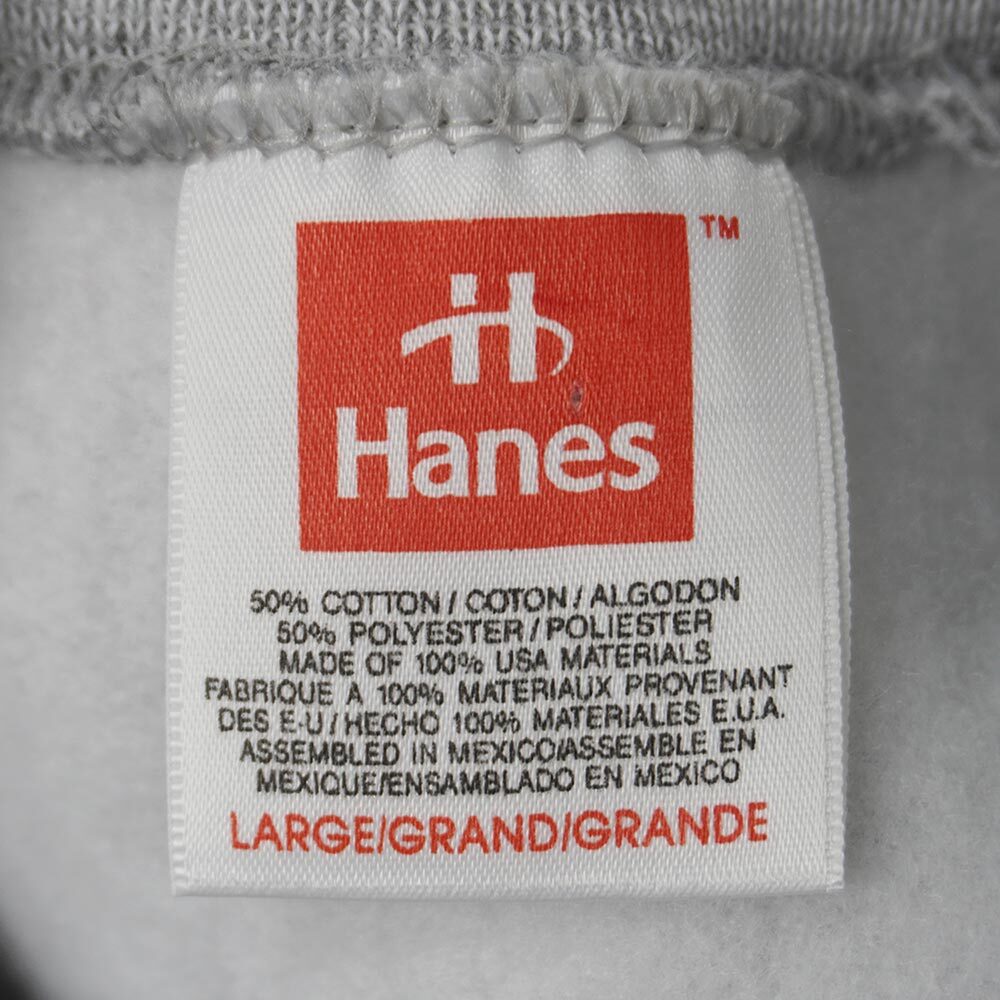 H
TM
Hanes
50% COTTON / COTON / ALGODON
50% POLYESTER / POLIESTER
MADE OF 100% USA MATERIALS
FABRIQUE A 100% MATERIAUX PROVENANT
DES E-U / HECHO 100% MATERIALES E.U.A.
ASSEMBLED IN MEXICO/ASSEMBLE EN
MEXIQUE/ENSAMBLADO EN MEXICO
LARGE/GRAND/GRANDE